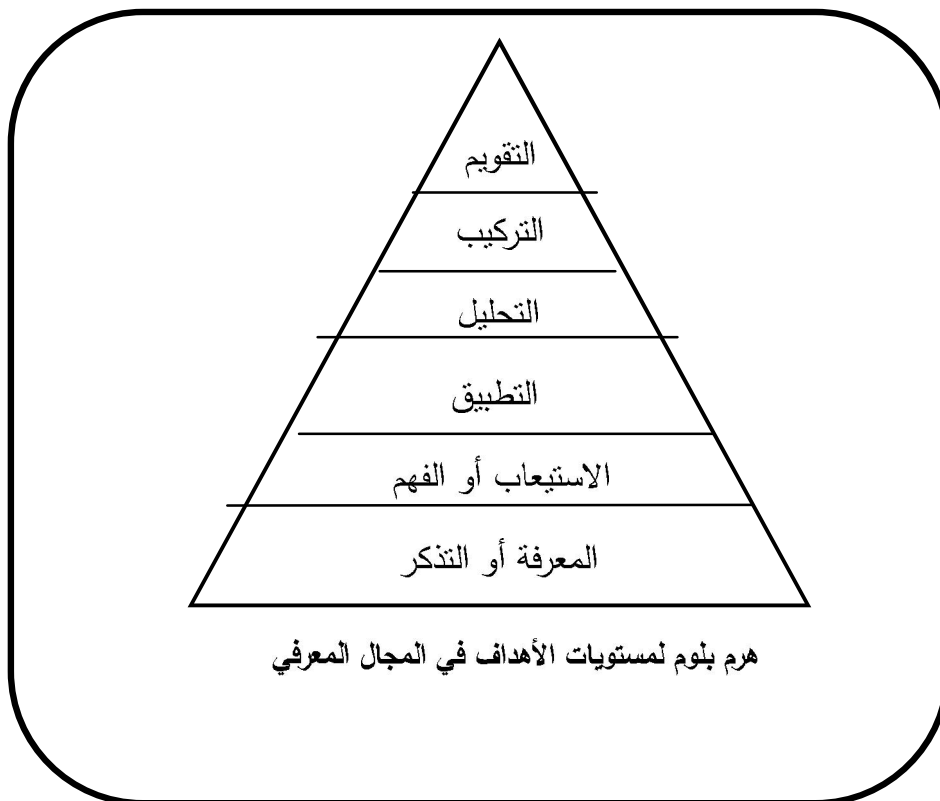 التقويم
التركيب
التحليل
التطبيق
الاستيعاب أو الفهم
المعرفة أو التذكر
هرم بلوم لمستويات الأهداف في المجال المعرفي